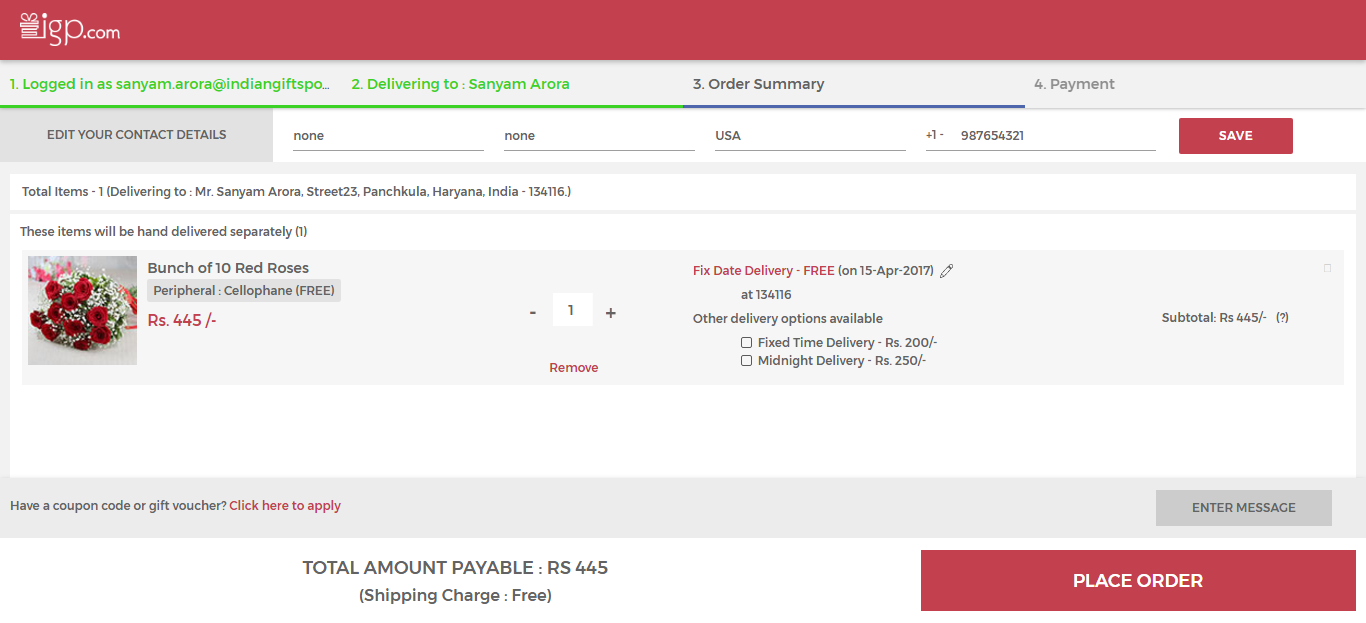 igp.com
1. Logged in as sanyam.arora@indiangiftspo...
2. Delivering to : Sanyam Arora
3. Order Summary
4. Payment
EDIT YOUR CONTACT DETAILS
none
none
USA
+1 -
987654321
SAVE
Total Items - 1 (Delivering to : Mr. Sanyam Arora, Street23, Panchkula, Haryana, India - 134116.)
These items will be hand delivered separately (1)
Bunch of 10 Red Roses
Peripheral : Cellophane (FREE)
Rs. 445 /-
- 1 +
Remove
Fix Date Delivery - FREE (on 15-Apr-2017)
at 134116
Other delivery options available
Fixed Time Delivery - Rs. 200/-
Midnight Delivery - Rs. 250/-
Subtotal: Rs 445/- (?)
Have a coupon code or gift voucher? Click here to apply
ENTER MESSAGE
TOTAL AMOUNT PAYABLE : RS 445
(Shipping Charge : Free)
PLACE ORDER